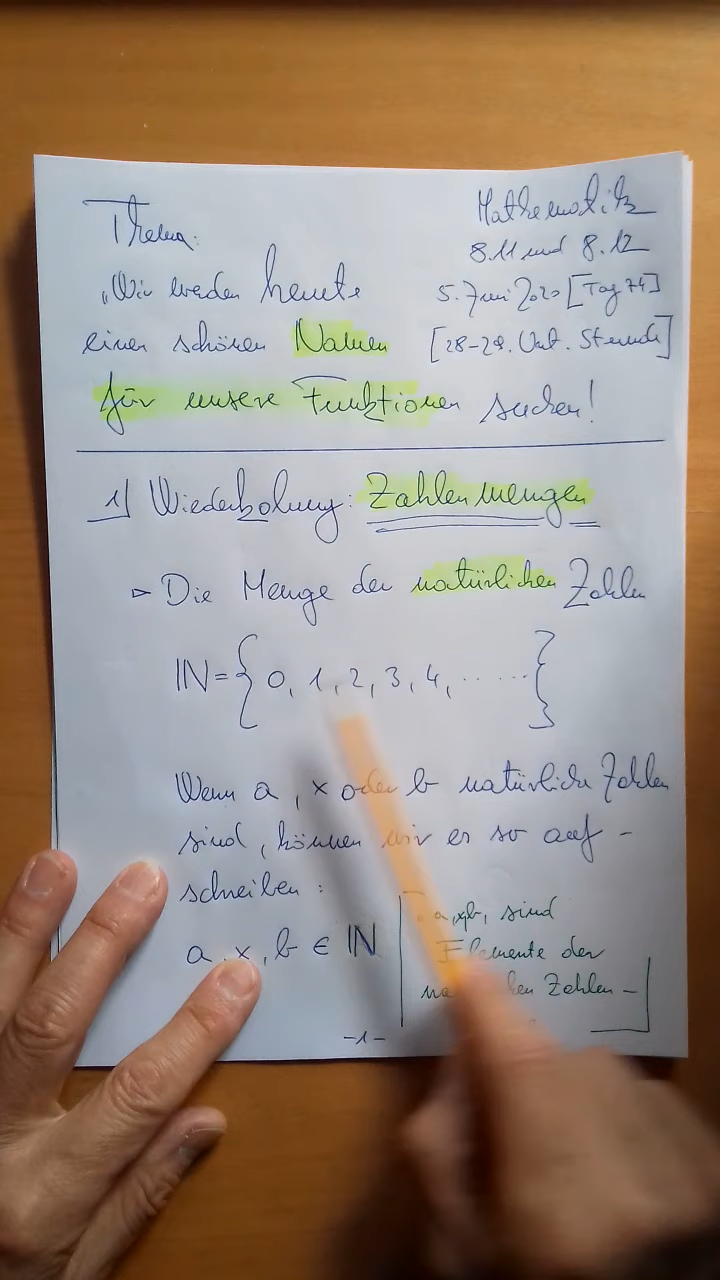 Thema:
Mathematik
8.11 und 8.12
5. Juni 2020 [Tag 74]
[28-29. Unt. Stunde]
„Wir werden heute
einen schönen Namen
für unsere Funktionen suchen!
1) Wiederholung: Zahlenmengen
▻ Die Menge der natürlichen Zahlen
ℕ = { 0, 1, 2, 3, 4, ...... }
Wenn a, x oder b natürliche Zahlen
sind, können wir es so auf-
schreiben:
a, x, b ∈ ℕ
a, x, b, sind
Elemente der
Zahlen-
-1-